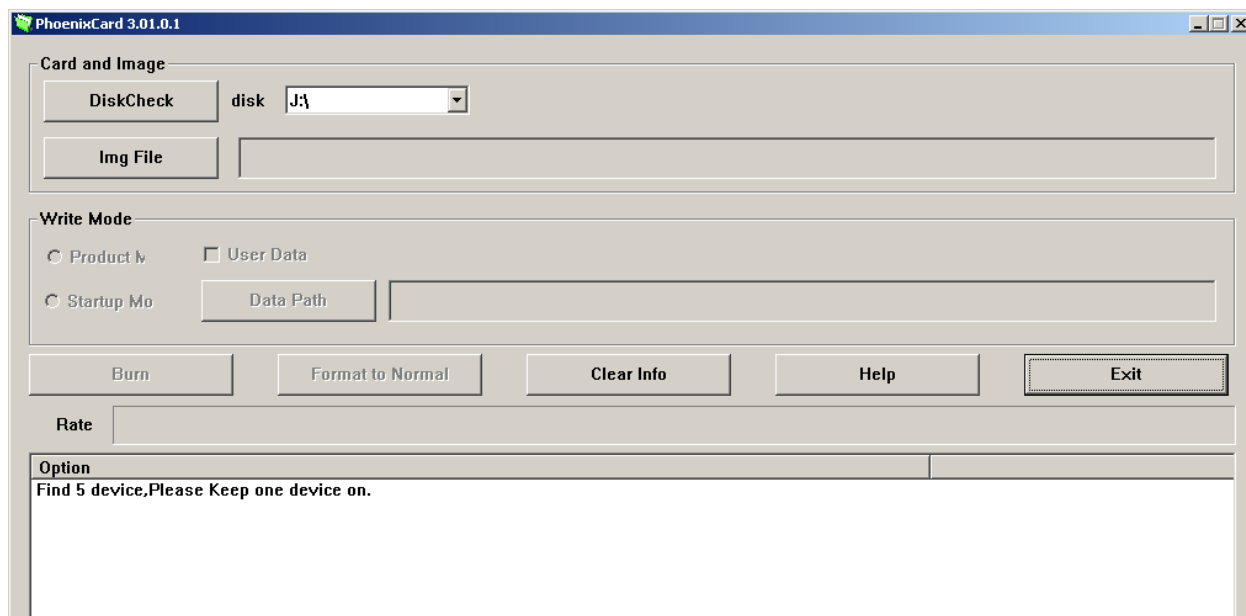 PhoenixCard 3.01.0.1
Card and Image
DiskCheck disk J:\
Img File
Write Mode
Product M User Data
Startup Mo Data Path
Burn Format to Normal Clear Info Help Exit
Rate
Option
Find 5 device,Please Keep one device on.